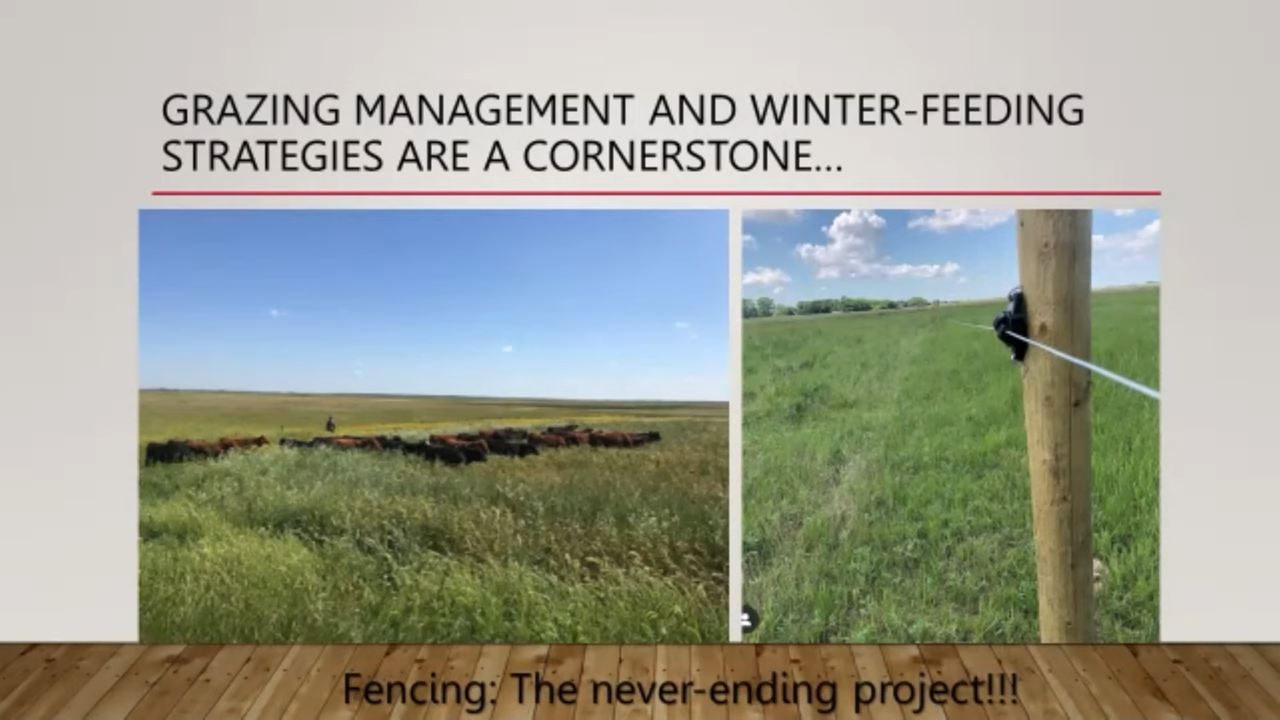 GRAZING MANAGEMENT AND WINTER-FEEDING
STRATEGIES ARE A CORNERSTONE...
Fencing: The never-ending project!!!